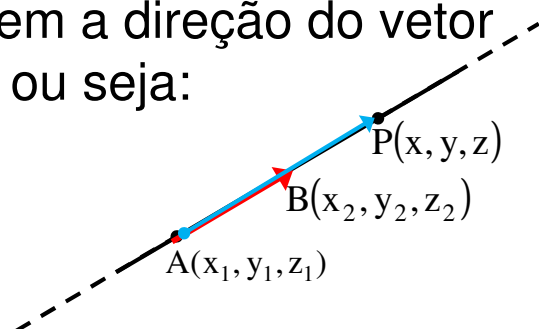 em a direção do vetor
ou seja:
P(x, y, z)
B(x₂, y₂, z₂)
A(x₁, y₁, z₁)